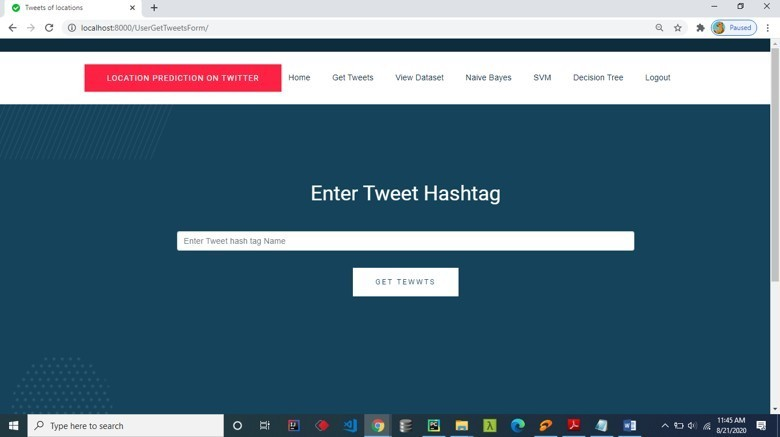 Tweets of locations
localhost:8000/UserGetTweetsForm/
Paused
LOCATION PREDICTION ON TWITTER Home Get Tweets View Dataset Naive Bayes SVM Decision Tree Logout
Enter Tweet Hashtag
Enter Tweet hash tag Name
GET TEWWTS
Type here to search
11:45 AM
8/21/2020